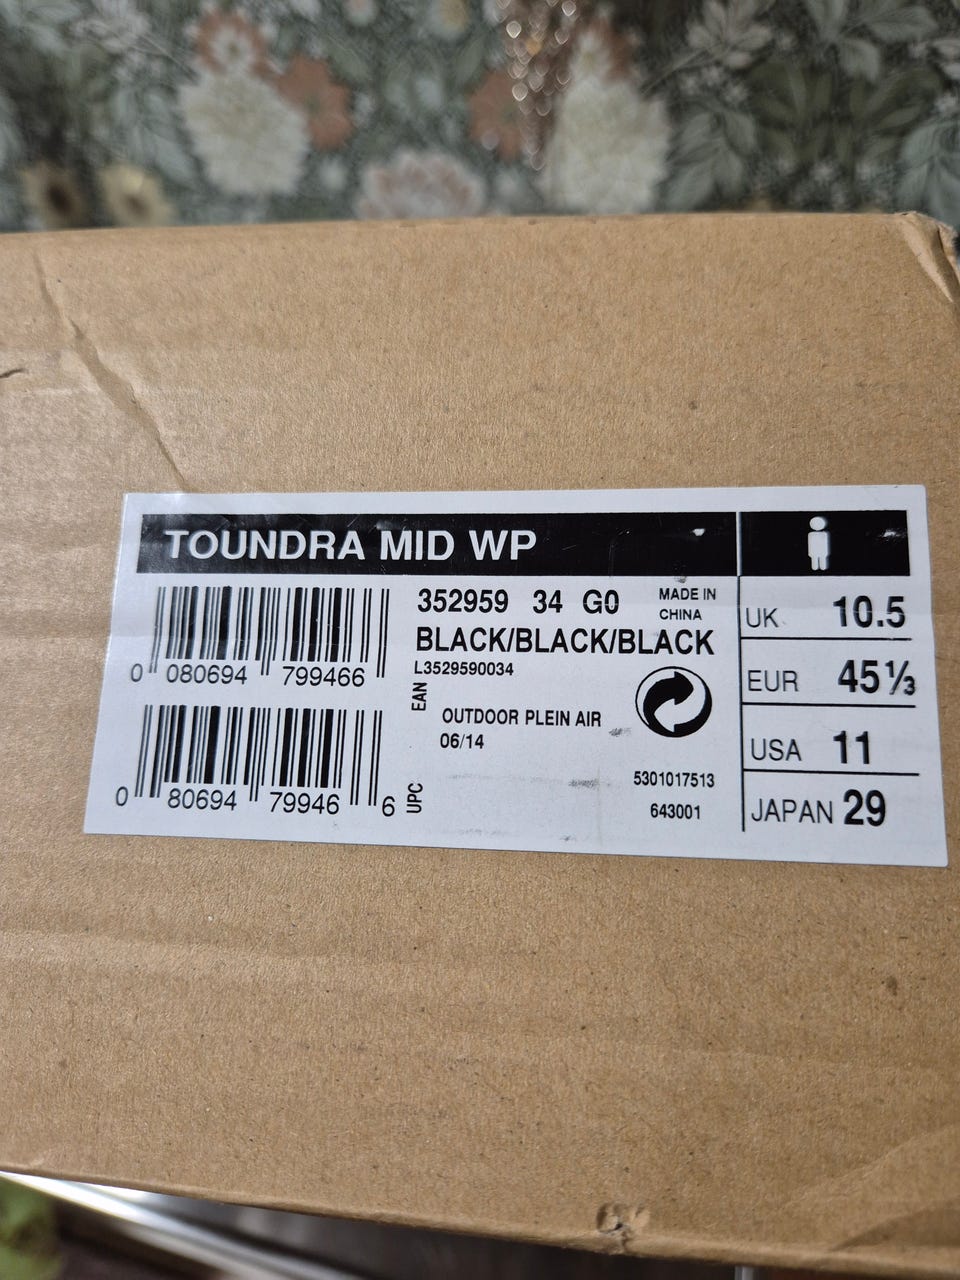 TOUNDRA MID WP
0 080694 799466
352959 34 G0
MADE IN
CHINA
BLACK/BLACK/BLACK
L3529590034
EAN
OUTDOOR PLEIN AIR
06/14
0 80694 79946 6
UPC
5301017513
643001
UK 10.5
EUR 45⅓
USA 11
JAPAN 29